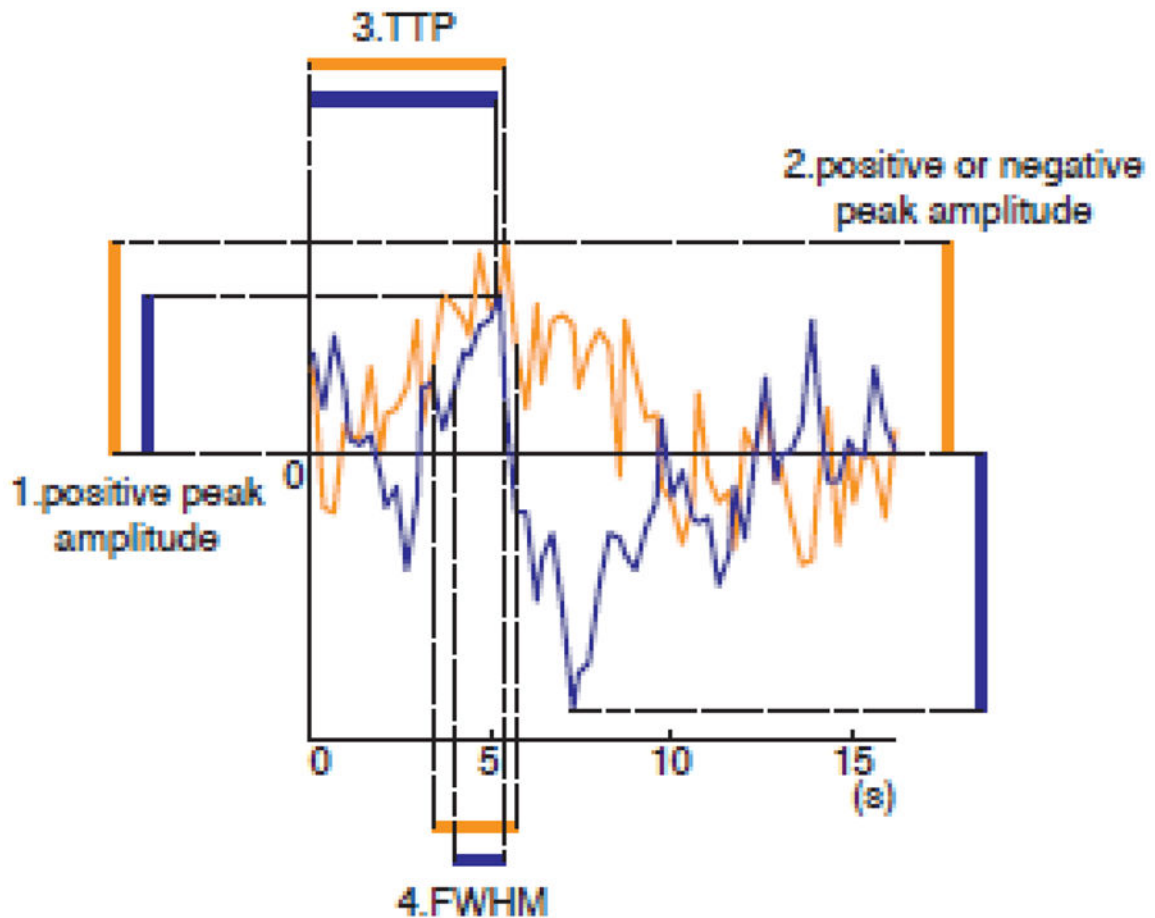 3.TTP
2.positive or negative
peak amplitude
0
1.positive peak
amplitude
0 5 10 15
(s)
4.FWHM